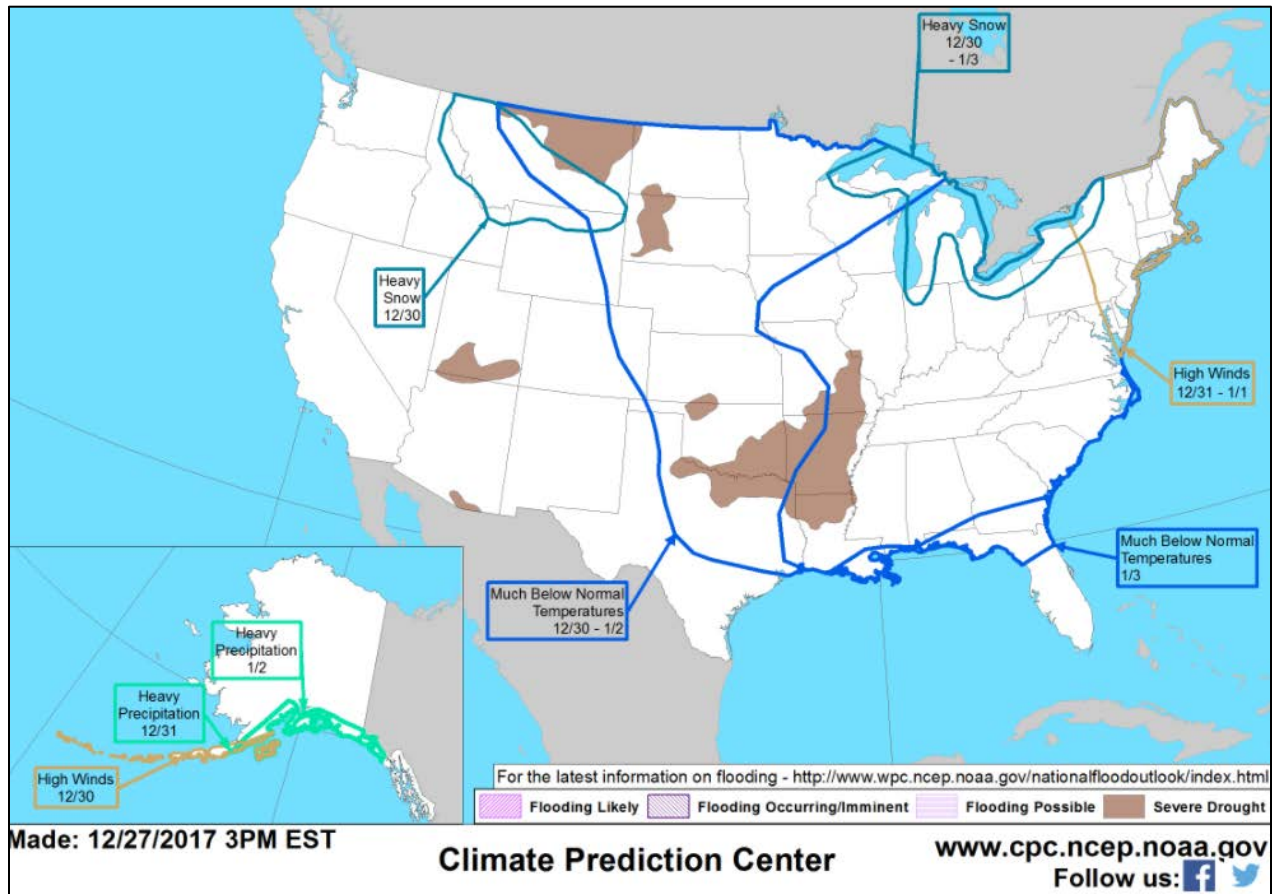 Heavy Snow
12/30
- 1/3
Heavy
Snow
12/30
High Winds
12/31 - 1/1
Much Below Normal
Temperatures
1/3
Much Below Normal
Temperatures
12/30 - 1/2
Heavy
Precipitation
1/2
Heavy
Precipitation
12/31
High Winds
12/30
For the latest information on flooding - http://www.wpc.ncep.noaa.gov/nationalfloodoutlook/index.html
Flooding Likely
Flooding Occurring/Imminent
Flooding Possible
Severe Drought
Made: 12/27/2017 3PM EST
Climate Prediction Center
www.cpc.ncep.noaa.gov
Follow us: